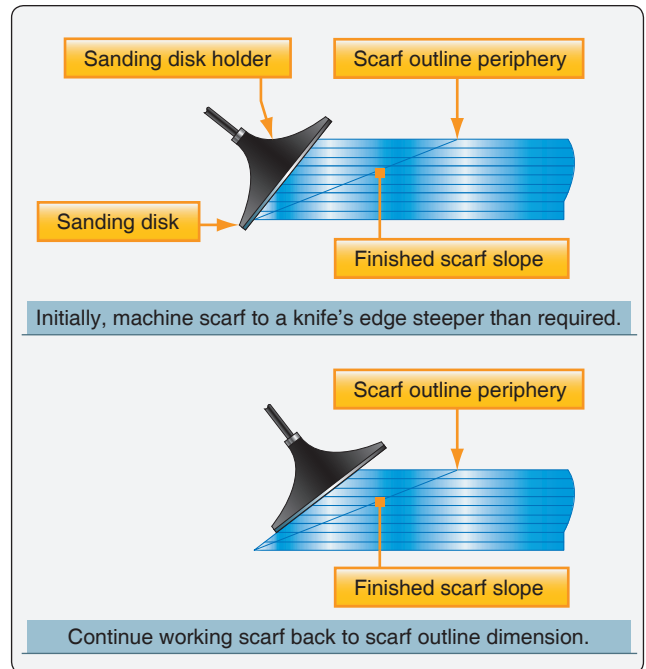 Sanding disk holder
Scarf outline periphery
Sanding disk
Finished scarf slope
Initially, machine scarf to a knife's edge steeper than required.
Scarf outline periphery
Finished scarf slope
Continue working scarf back to scarf outline dimension.